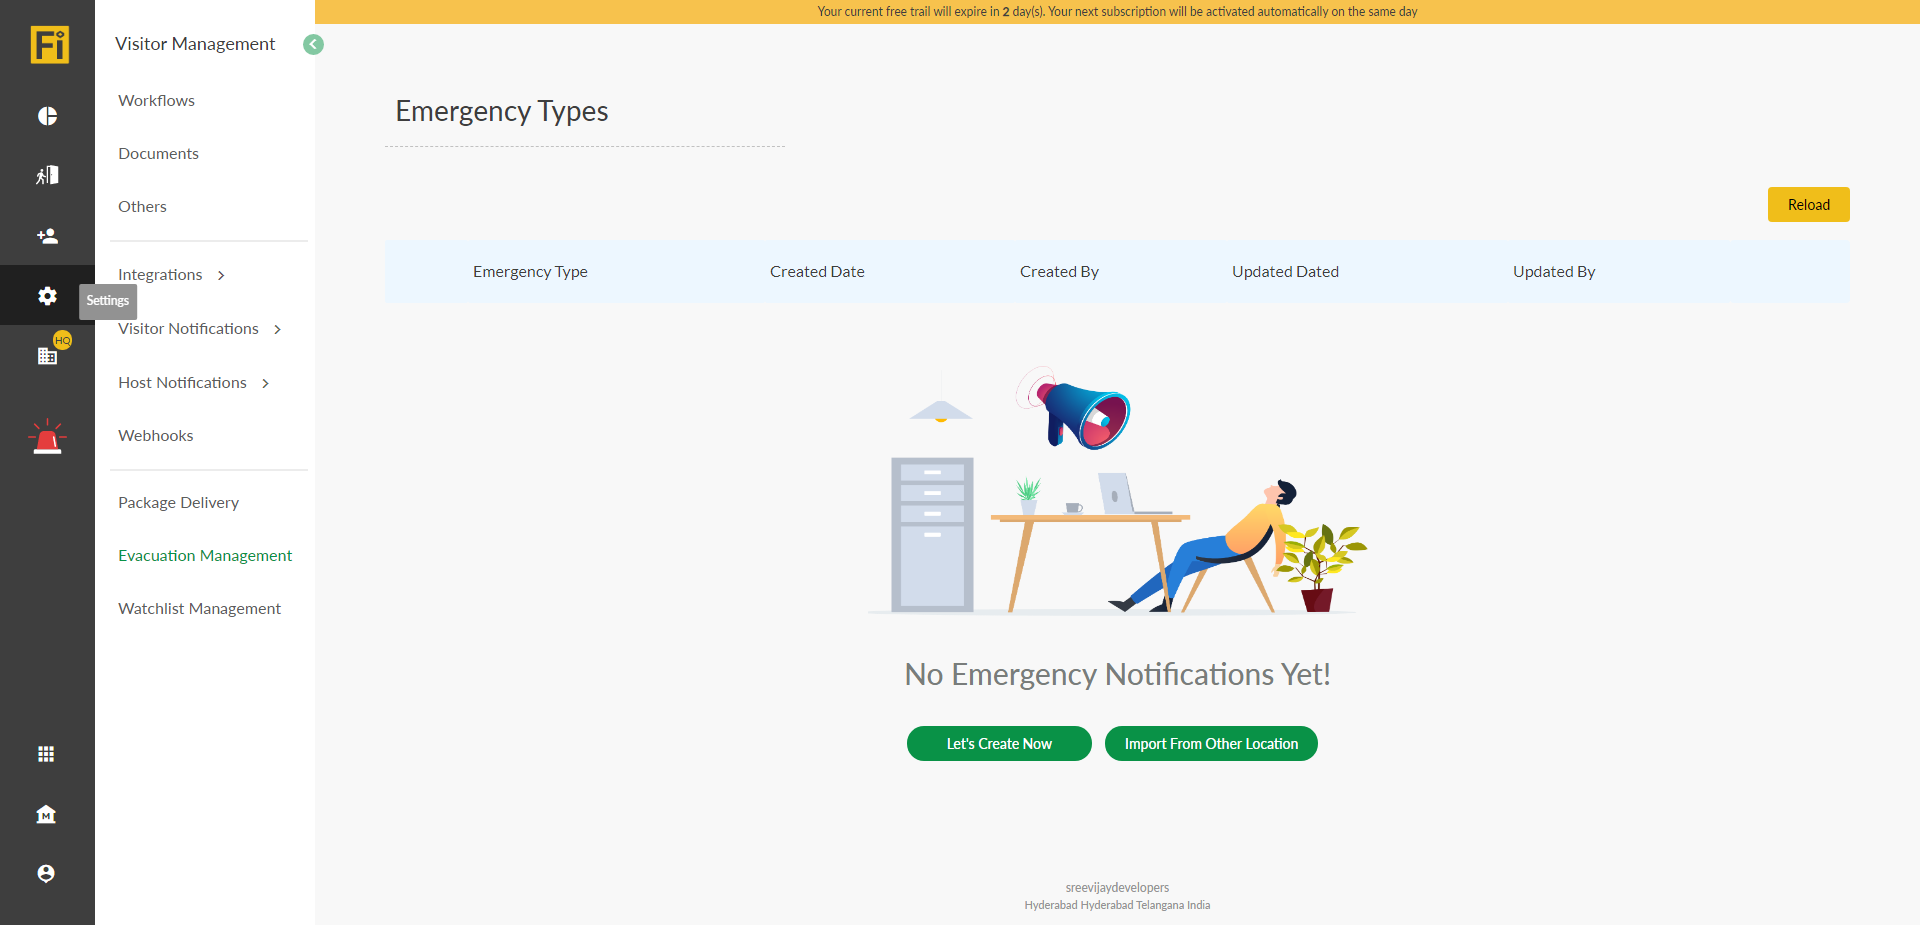 Your current free trail will expire in 2 day(s). Your next subscription will be activated automatically on the same day
Fi
Visitor Management
Workflows
Documents
Others
Integrations
Settings
Visitor Notifications
HQ
Host Notifications
Webhooks
Package Delivery
Evacuation Management
Watchlist Management
M
Emergency Types
Reload
Emergency Type Created Date Created By Updated Dated Updated By
No Emergency Notifications Yet!
Let's Create Now Import From Other Location
sreevijaydevelopers
Hyderabad Hyderabad Telangana India